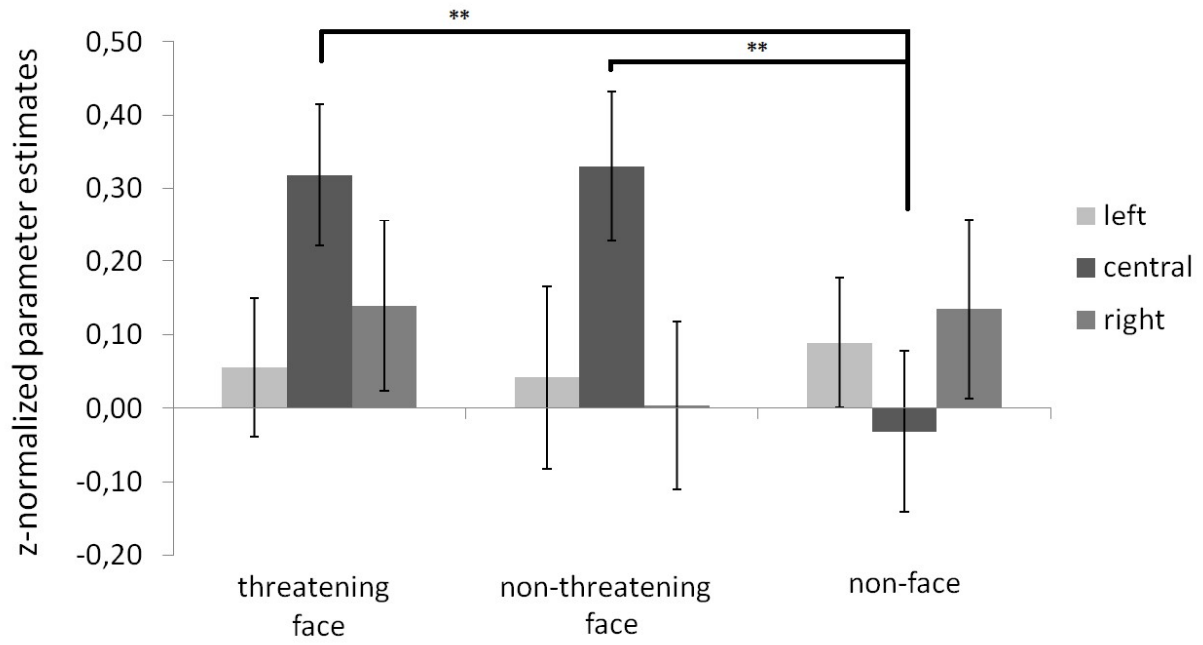 **
**
z-normalized parameter estimates
0,50
0,40
0,30
0,20
0,10
0,00
-0,10
-0,20
left
central
right
threatening
face
non-threatening
face
non-face